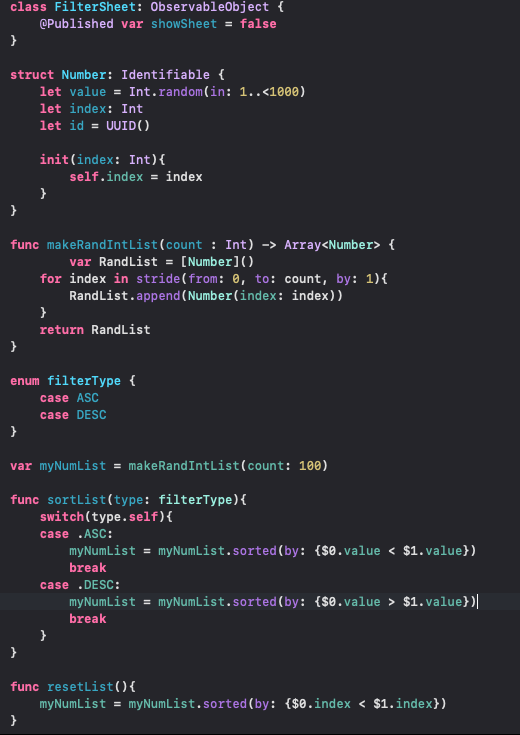 class FilterSheet: ObservableObject {
    @Published var showSheet = false
}

struct Number: Identifiable {
    let value = Int.random(in: 1..<1000)
    let index: Int
    let id = UUID()

    init(index: Int){
        self.index = index
    }
}

func makeRandIntList(count : Int) -> Array<Number> {
        var RandList = [Number]()
    for index in stride(from: 0, to: count, by: 1){
        RandList.append(Number(index: index))
    }
    return RandList
}

enum filterType {
    case ASC
    case DESC
}

var myNumList = makeRandIntList(count: 100)

func sortList(type: filterType){
    switch(type.self){
    case .ASC:
        myNumList = myNumList.sorted(by: {$0.value < $1.value})
        break
    case .DESC:
        myNumList = myNumList.sorted(by: {$0.value > $1.value})
        break
    }
}

func resetList(){
    myNumList = myNumList.sorted(by: {$0.index < $1.index})
}